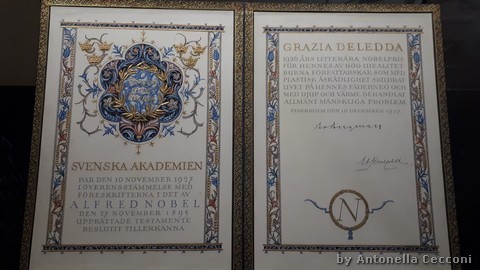 SVENSKA AKADEMIEN
HAR DEN 10 NOVEMBER 1927
I ÖVERENSSTÄMMELSE MED
FÖRESKRIFTERNA I DET AV
ALFRED NOBEL
DEN 27 NOVEMBER 1895
UPPRÄTTADE TESTAMENTE
BESLUTIT TILLERKÄNNA
GRAZIA DELEDDA
1926 ÅRS LITTERÄRA NOBELPRIS
FÖR HENNES AV HÖG IDEALITET
BURNA FÖRFATTARSKAP, SOM MED
PLASTISK ÅSKÅDLIGHET SKILDRAT
LIVET PÅ HENNES FÄDERNEÖ OCH
MED DJUP OCH VÄRME BEHANDLAT
ALLMÄNT MÄNSKLIGA PROBLEM.
STOCKHOLM DEN 10 DECEMBER 1927
N
by Antonella Cecconi